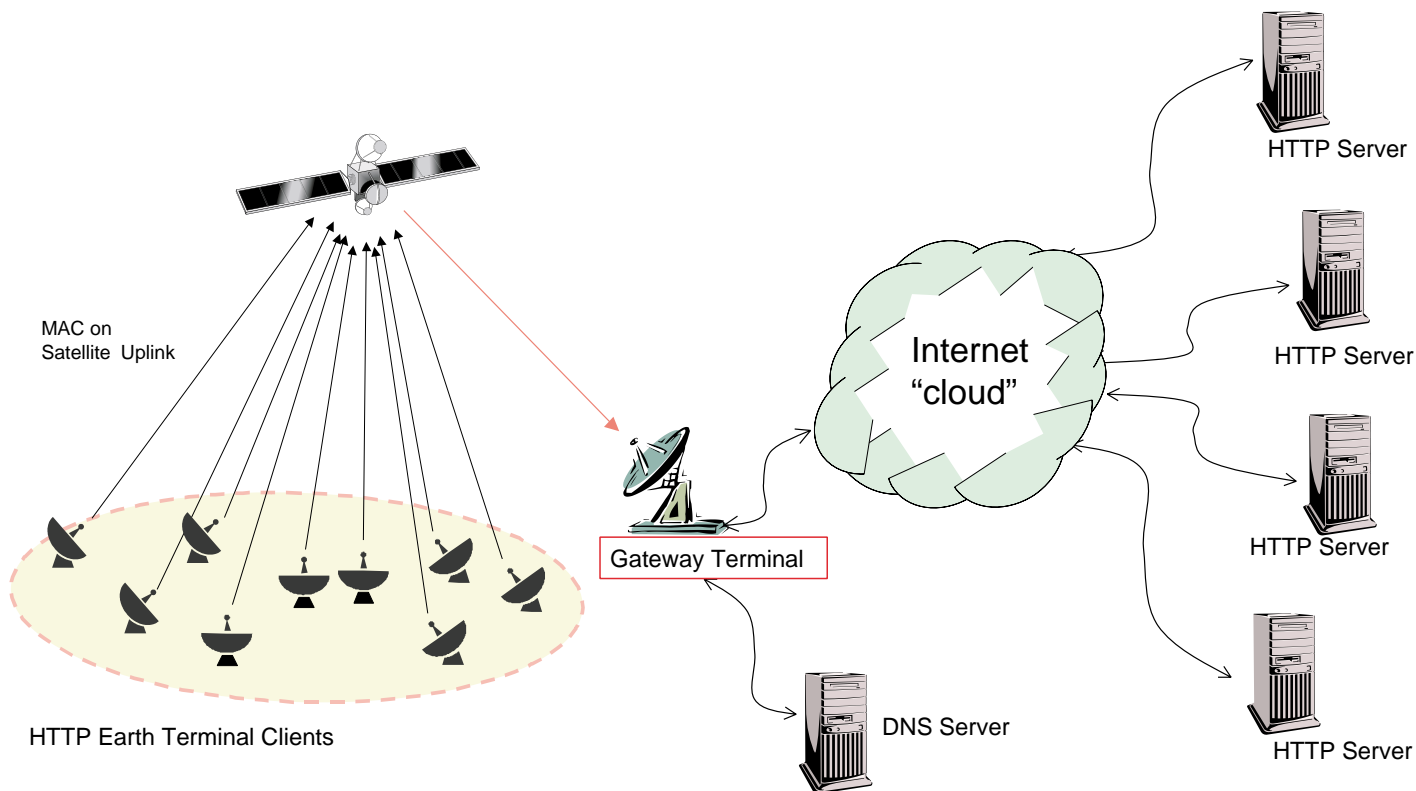 HTTP Server
HTTP Server
MAC on
Satellite Uplink
Internet
“cloud”
HTTP Server
Gateway Terminal
DNS Server
HTTP Earth Terminal Clients
HTTP Server